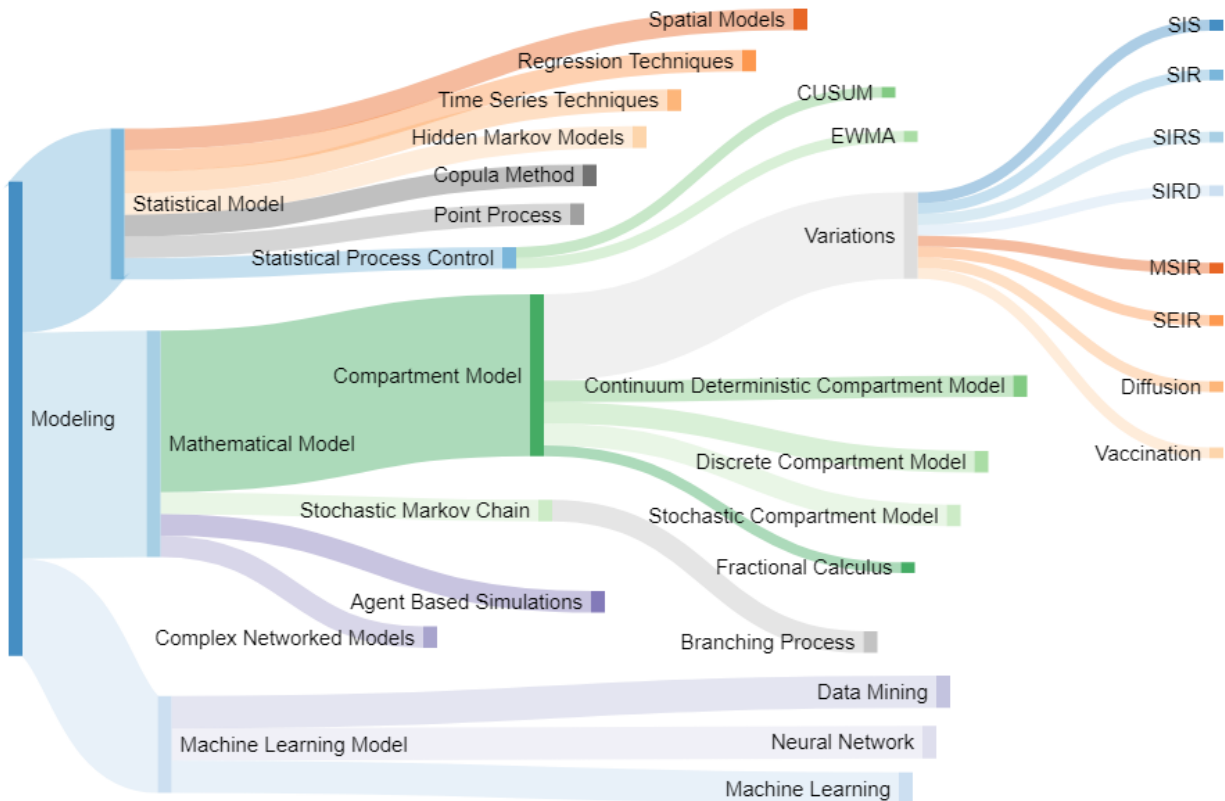 Spatial Models
SIS
Regression Techniques
SIR
Time Series Techniques
CUSUM
Hidden Markov Models
EWMA
SIRS
Copula Method
SIRD
Statistical Model
Point Process
Variations
Statistical Process Control
MSIR
SEIR
Compartment Model
Continuum Deterministic Compartment Model
Diffusion
Modeling
Mathematical Model
Vaccination
Discrete Compartment Model
Stochastic Markov Chain
Stochastic Compartment Model
Fractional Calculus
Agent Based Simulations
Complex Networked Models
Branching Process
Data Mining
Machine Learning Model
Neural Network
Machine Learning